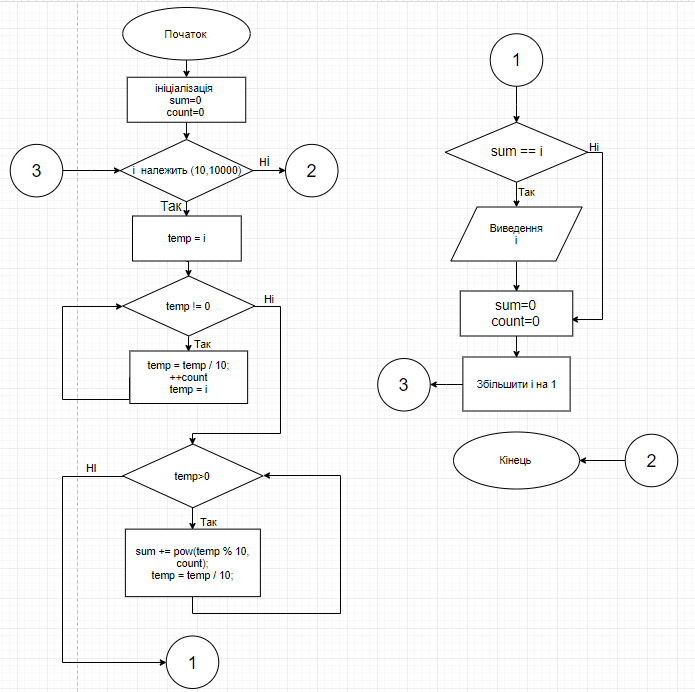 Початок
ініціалізація
sum=0
count=0
3
і належить (10,10000)
НІ
2
Так
temp = i
temp != 0
Ні
Так
temp = temp / 10;
++count
temp = i
temp>0
НІ
Так
sum += pow(temp % 10,
count);
temp = temp / 10;
1
1
sum == i
Ні
Так
Виведення
і
sum=0
count=0
Збільшити і на 1
3
Кінець
2